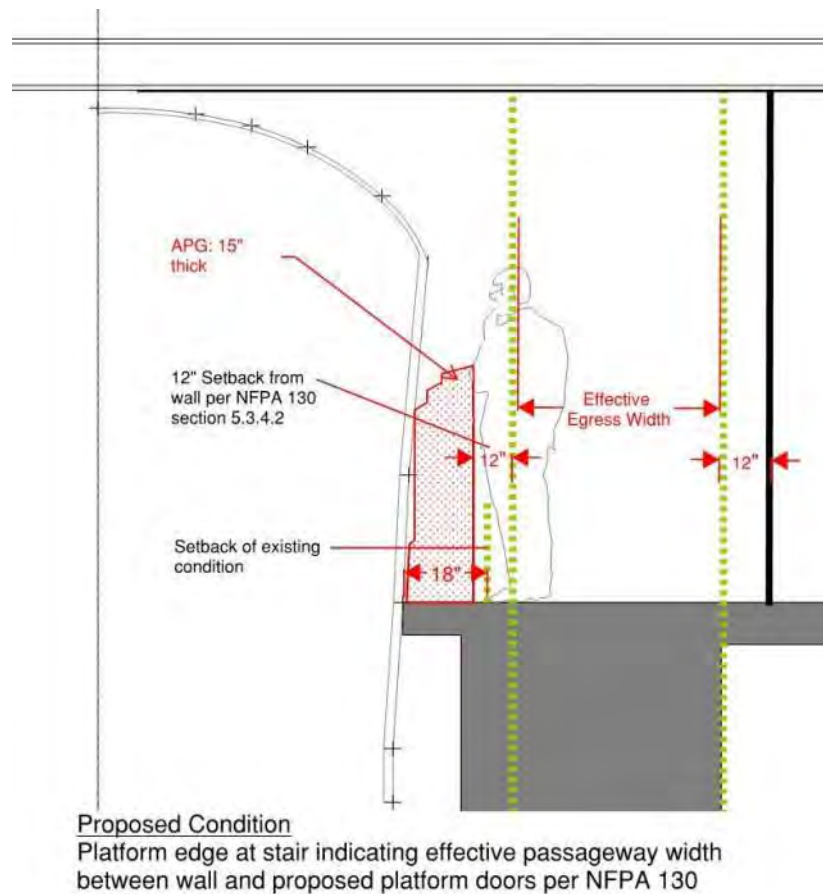 APG: 15"
thick
12" Setback from
wall per NFPA 130
section 5.3.4.2
Effective
Egress Width
12"
12"
Setback of existing
condition
18"
Proposed Condition
Platform edge at stair indicating effective passageway width
between wall and proposed platform doors per NFPA 130